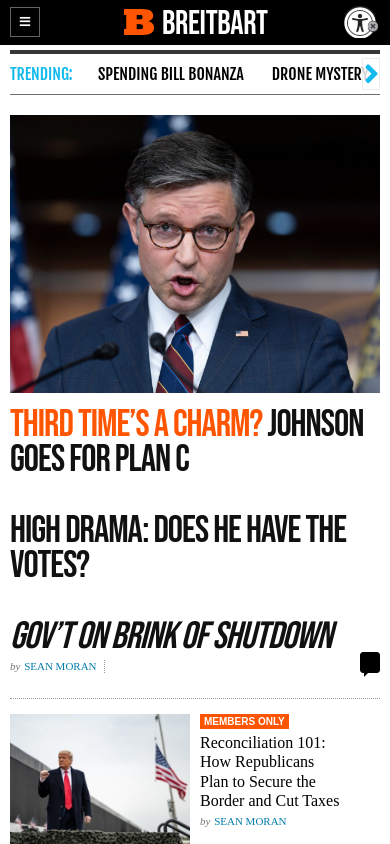 BREITBART
TRENDING: SPENDING BILL BONANZA DRONE MYSTER
THIRD TIME'S A CHARM? JOHNSON
GOES FOR PLAN C
HIGH DRAMA: DOES HE HAVE THE
VOTES?
GOV'T ON BRINK OF SHUTDOWN
by SEAN MORAN
MEMBERS ONLY
Reconciliation 101:
How Republicans
Plan to Secure the
Border and Cut Taxes
by SEAN MORAN